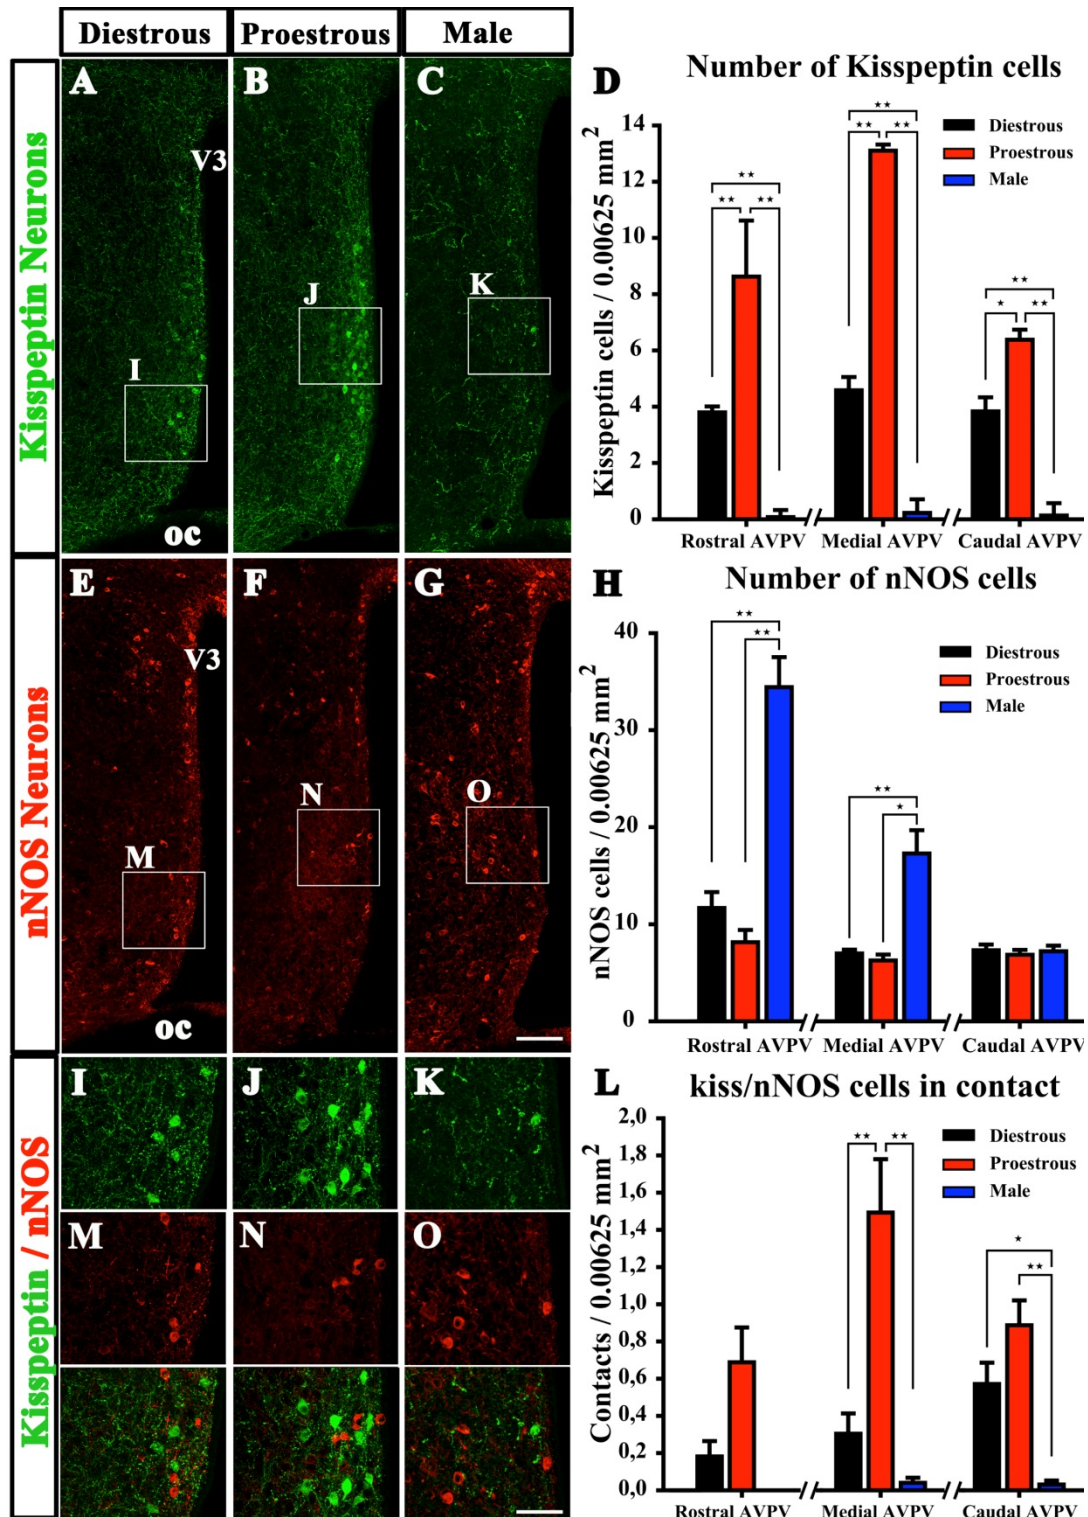 Diestrous Proestrous Male
Kisspeptin Neurons
A
V3
I
oc
B
J
C
K
D Number of Kisspeptin cells
Kisspeptin cells / 0.00625 mm²
14
12
10
8
6
4
2
0
Diestrous
Proestrous
Male
★★
★★
★★ ★★
★★
★★ ★★
★★
★ ★★
Rostral AVPV Medial AVPV Caudal AVPV
nNOS Neurons
E
V3
M
oc
F
N
G
O
H Number of nNOS cells
nNOS cells / 0.00625 mm²
40
30
20
10
0
Diestrous
Proestrous
Male
★★
★★
★★
★
Rostral AVPV Medial AVPV Caudal AVPV
Kisspeptin / nNOS
I J K
M N O
L kiss/nNOS cells in contact
Contacts / 0.00625 mm²
2,0
1,8
1,6
1,4
1,2
1,0
0,8
0,6
0,4
0,2
0,0
Diestrous
Proestrous
Male
★★ ★★
★
★★
Rostral AVPV Medial AVPV Caudal AVPV